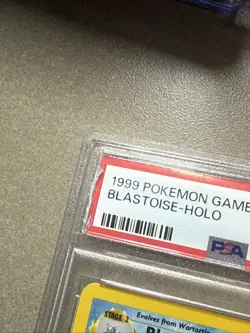 1999 POKEMON GAME
BLASTOISE-HOLO
PSA
STAGE 2
Evolves from Wartortle